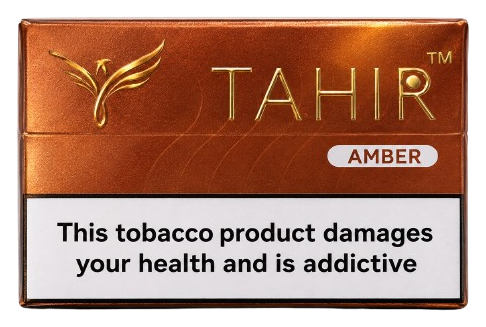 TAHIR™
AMBER
This tobacco product damages
your health and is addictive